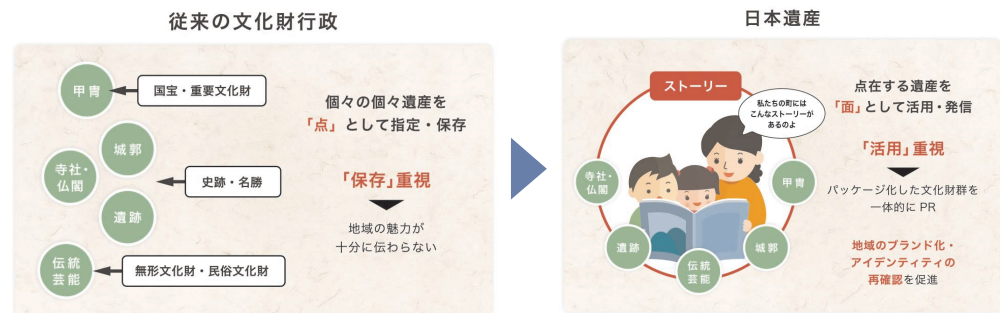 従来の文化財行政
甲冑
国宝・重要文化財
城郭
寺社・
仏閣
史跡・名勝
遺跡
伝統
芸能
無形文化財・民俗文化財
個々の個々遺産を
「点」として指定・保存
「保存」重視
地域の魅力が
十分に伝わらない
日本遺産
ストーリー
私たちの町には
こんなストーリーが
あるのよ
寺社・
仏閣
甲冑
遺跡
城郭
伝統
芸能
点在する遺産を
「面」として活用・発信
「活用」重視
パッケージ化した文化財群を
一体的に PR
地域のブランド化・
アイデンティティの
再確認を促進